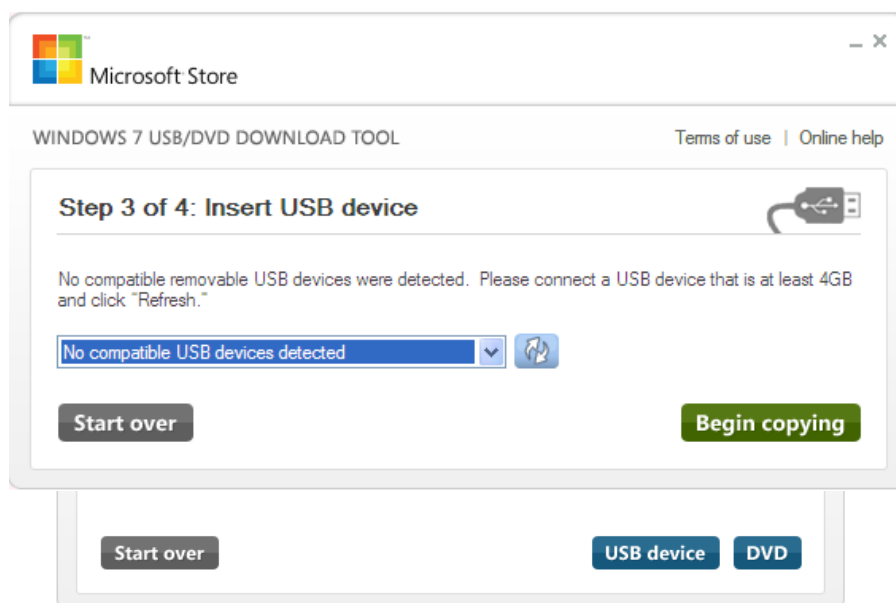 Microsoft Store
WINDOWS 7 USB/DVD DOWNLOAD TOOL
Terms of use | Online help
Step 3 of 4: Insert USB device
No compatible removable USB devices were detected. Please connect a USB device that is at least 4GB
and click "Refresh."
No compatible USB devices detected
Start over
Begin copying
Start over
USB device
DVD